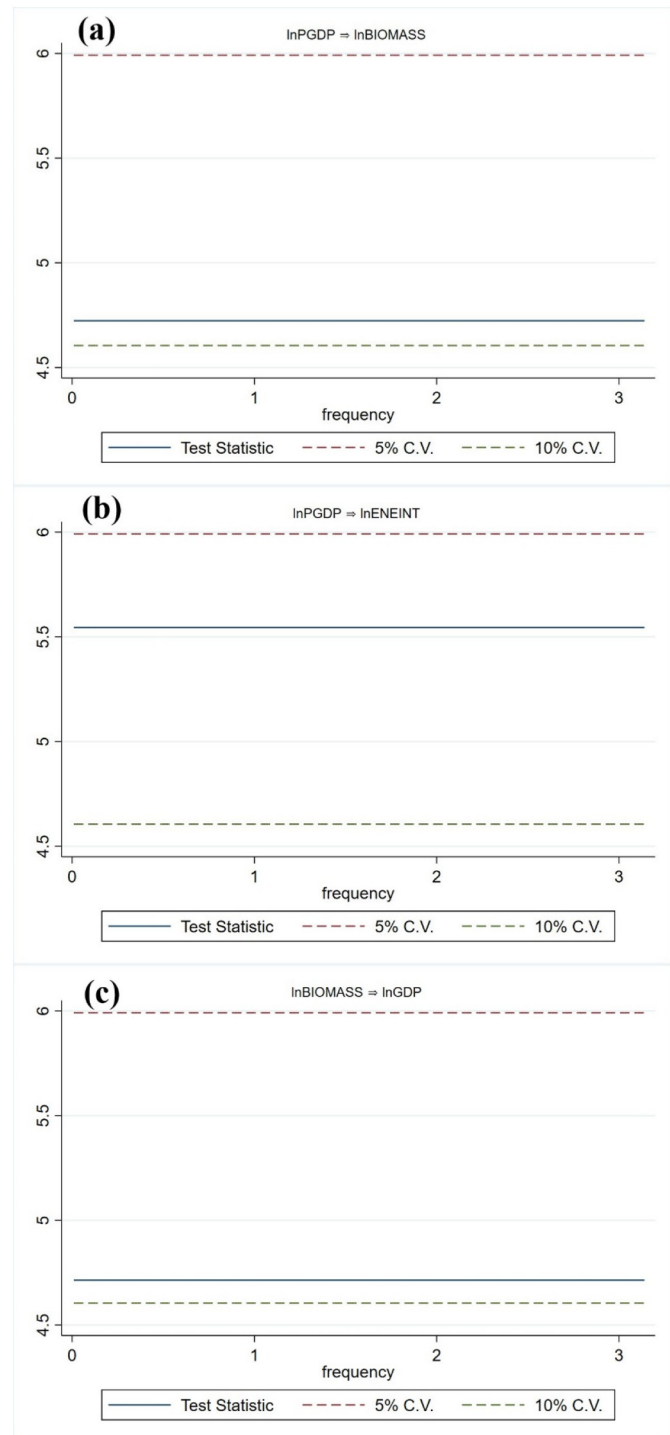 (a)
lnPGDP ⇒ lnBIOMASS
6
5.5
5
4.5
0 1 2 3
frequency
Test Statistic 5% C.V. 10% C.V.
(b)
lnPGDP ⇒ lnENEINT
6
5.5
5
4.5
0 1 2 3
frequency
Test Statistic 5% C.V. 10% C.V.
(c)
lnBIOMASS ⇒ lnGDP
6
5.5
5
4.5
0 1 2 3
frequency
Test Statistic 5% C.V. 10% C.V.